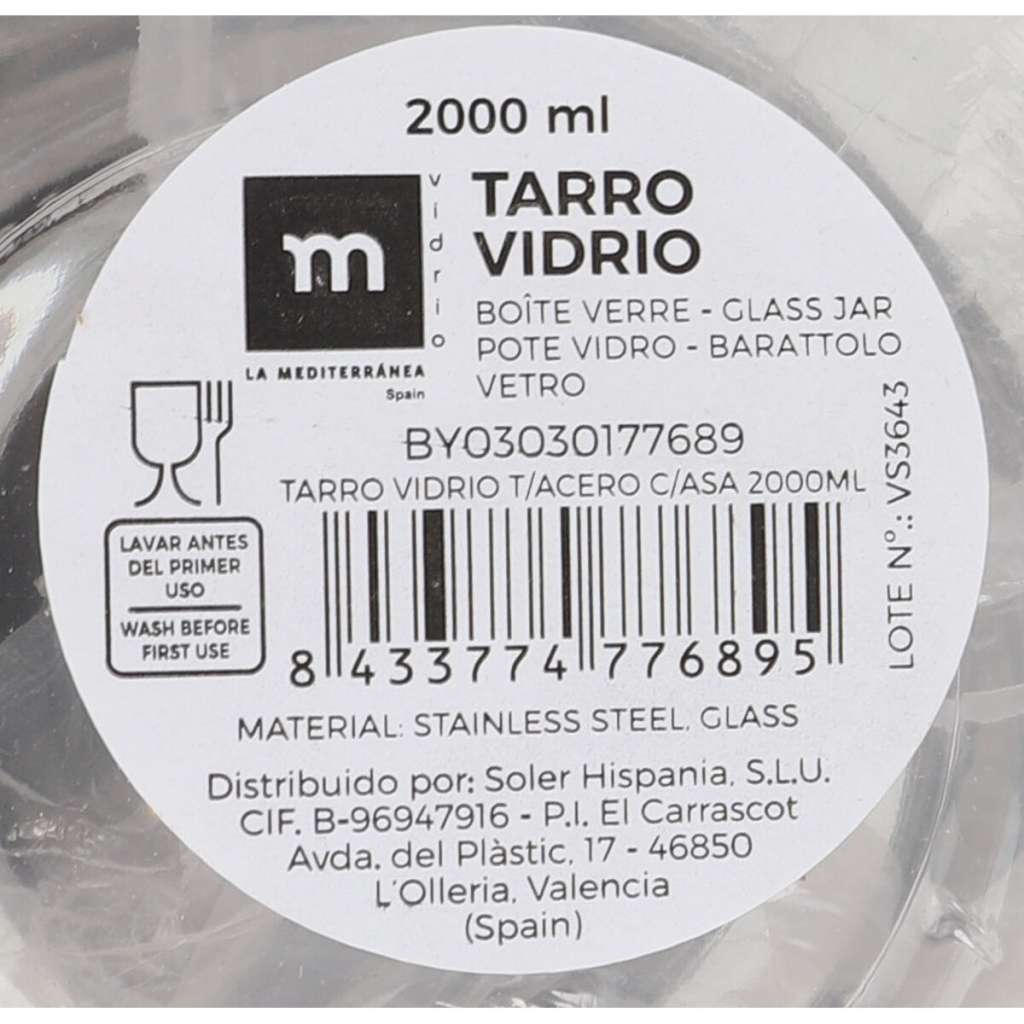 2000 ml
m
vidrio
LA MEDITERRÁNEA
Spain
TARRO
VIDRIO
BOÎTE VERRE - GLASS JAR
POTE VIDRO - BARATTOLO
VETRO
BY03030177689
TARRO VIDRIO T/ACERO C/ASA 2000ML
LOTE Nº.: VS3643
LAVAR ANTES
DEL PRIMER
USO
WASH BEFORE
FIRST USE
8 433774 776895
MATERIAL: STAINLESS STEEL. GLASS
Distribuido por: Soler Hispania, S.L.U.
CIF. B-96947916 - P.I. El Carrascot
Avda. del Plàstic, 17 - 46850
L'Olleria, Valencia
(Spain)